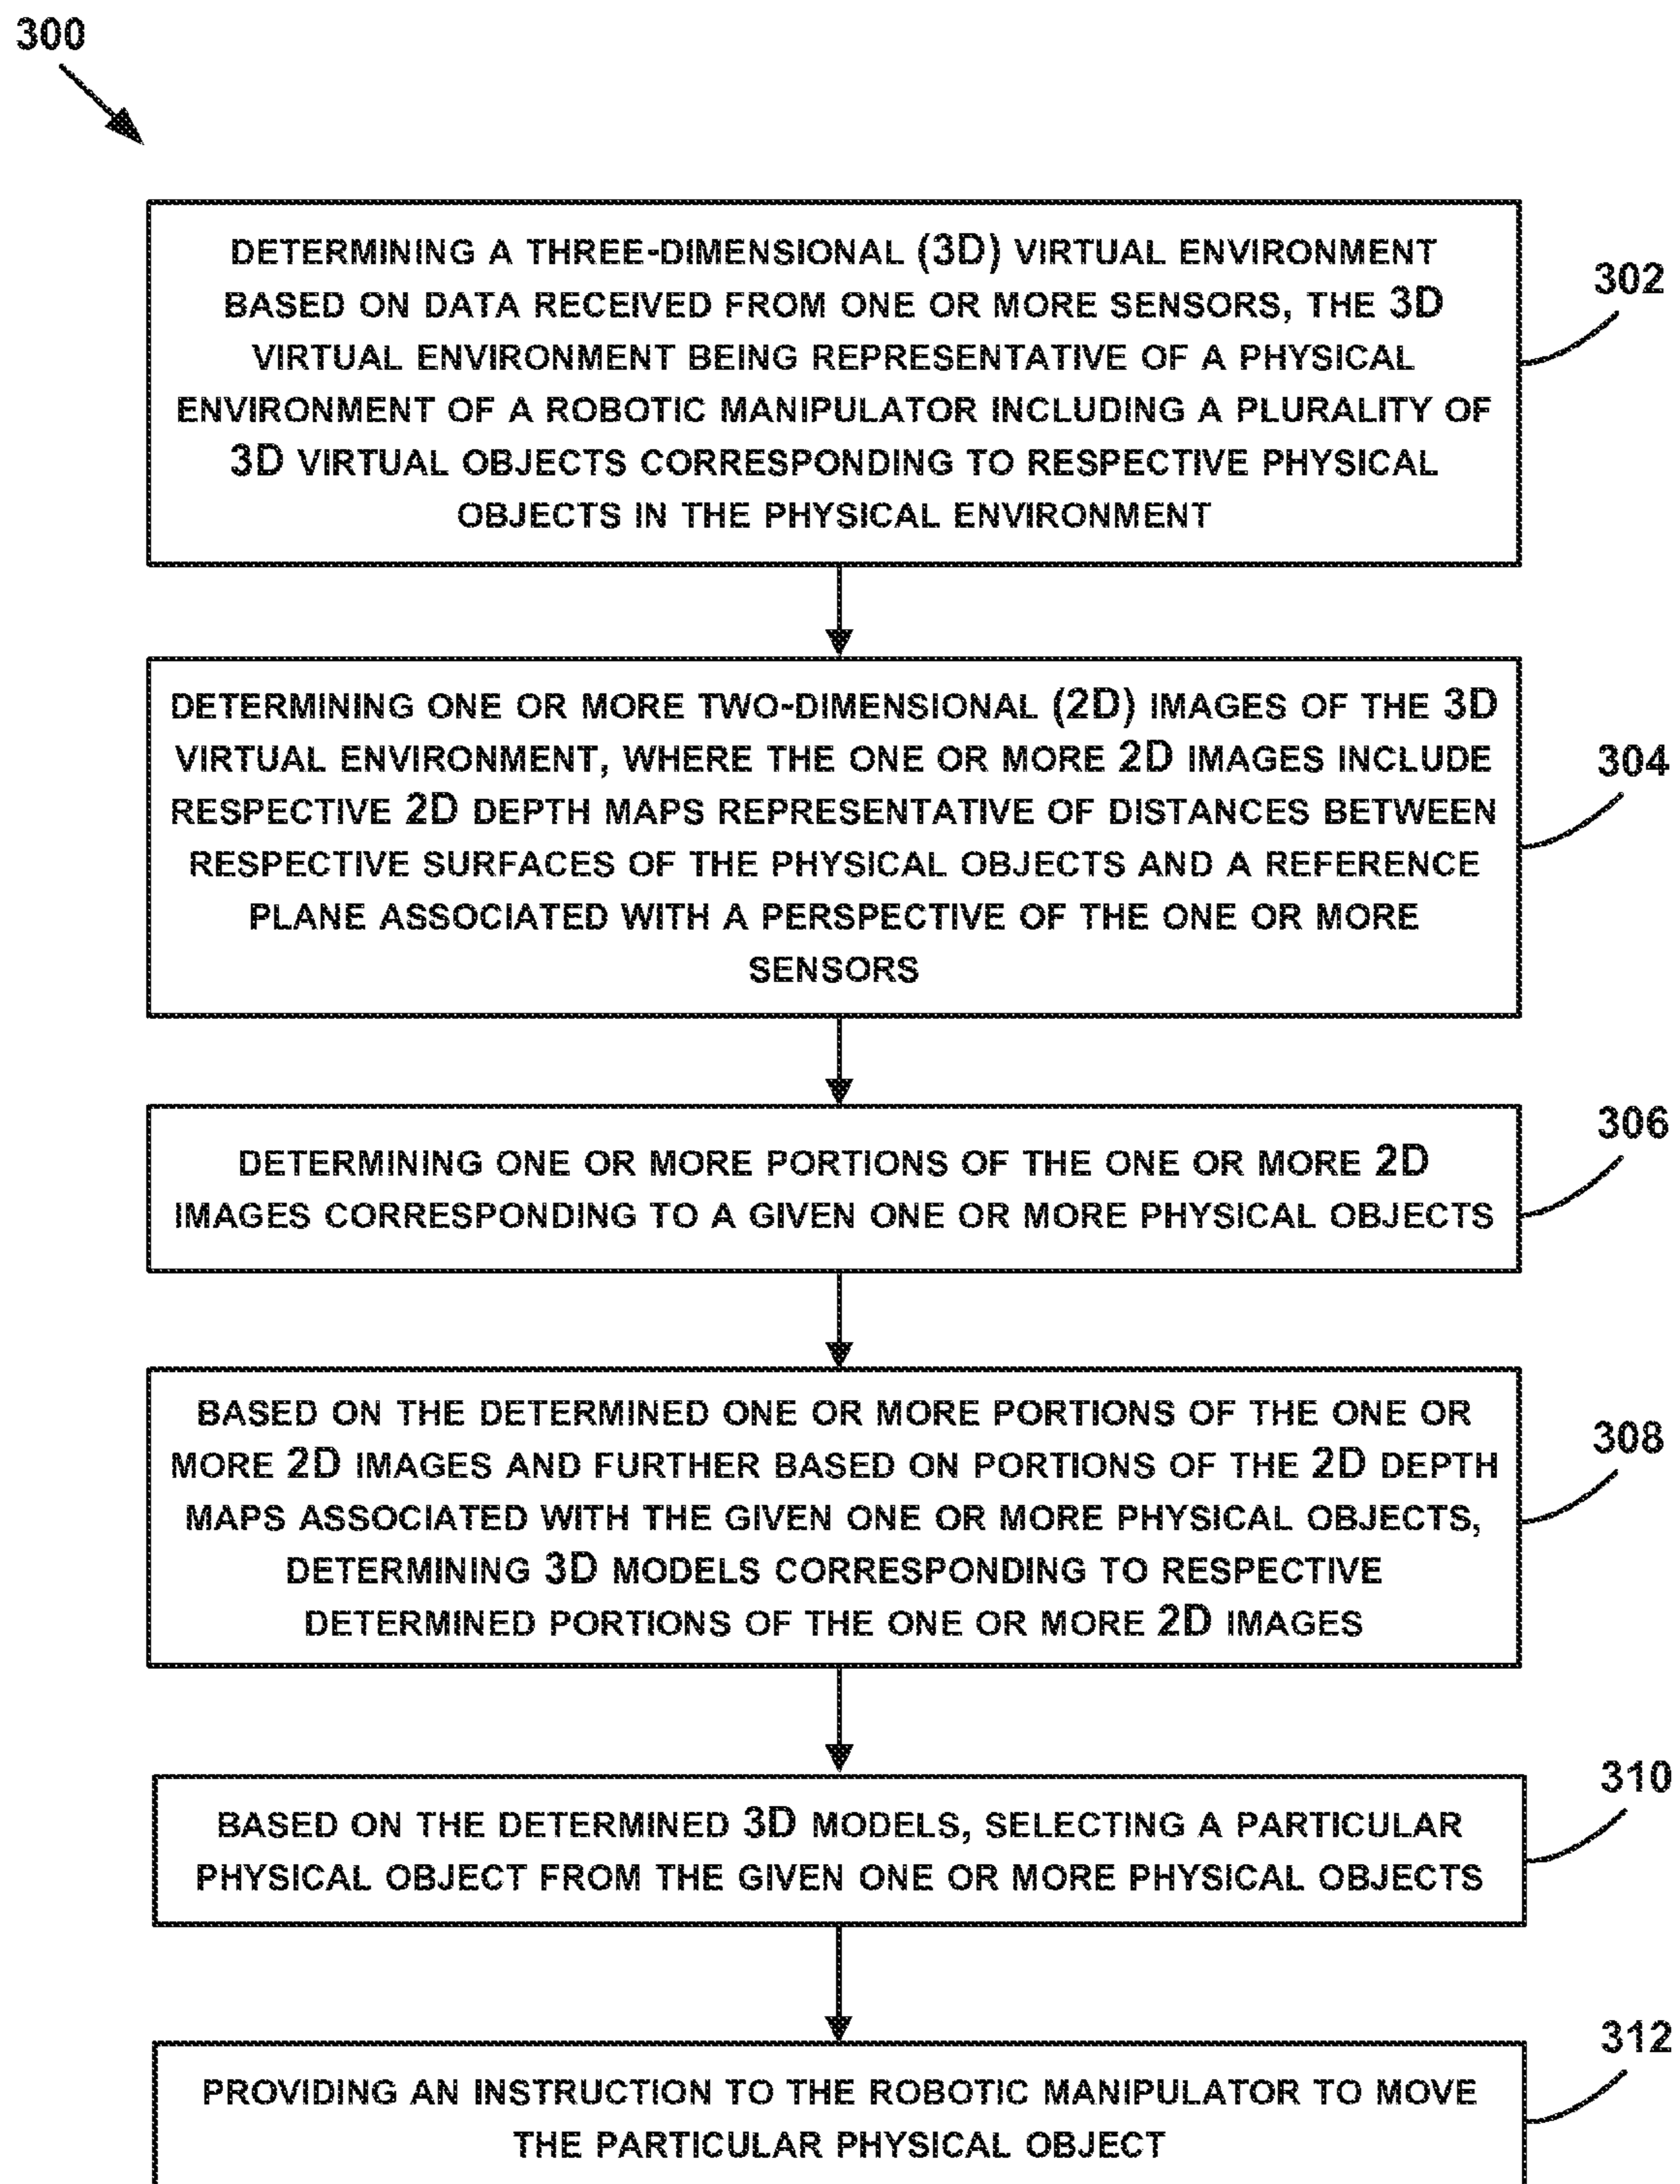 300
DETERMINING A THREE-DIMENSIONAL (3D) VIRTUAL ENVIRONMENT
BASED ON DATA RECEIVED FROM ONE OR MORE SENSORS, THE 3D
VIRTUAL ENVIRONMENT BEING REPRESENTATIVE OF A PHYSICAL
ENVIRONMENT OF A ROBOTIC MANIPULATOR INCLUDING A PLURALITY OF
3D VIRTUAL OBJECTS CORRESPONDING TO RESPECTIVE PHYSICAL
OBJECTS IN THE PHYSICAL ENVIRONMENT
302
DETERMINING ONE OR MORE TWO-DIMENSIONAL (2D) IMAGES OF THE 3D
VIRTUAL ENVIRONMENT, WHERE THE ONE OR MORE 2D IMAGES INCLUDE
RESPECTIVE 2D DEPTH MAPS REPRESENTATIVE OF DISTANCES BETWEEN
RESPECTIVE SURFACES OF THE PHYSICAL OBJECTS AND A REFERENCE
PLANE ASSOCIATED WITH A PERSPECTIVE OF THE ONE OR MORE
SENSORS
304
DETERMINING ONE OR MORE PORTIONS OF THE ONE OR MORE 2D
IMAGES CORRESPONDING TO A GIVEN ONE OR MORE PHYSICAL OBJECTS
306
BASED ON THE DETERMINED ONE OR MORE PORTIONS OF THE ONE OR
MORE 2D IMAGES AND FURTHER BASED ON PORTIONS OF THE 2D DEPTH
MAPS ASSOCIATED WITH THE GIVEN ONE OR MORE PHYSICAL OBJECTS,
DETERMINING 3D MODELS CORRESPONDING TO RESPECTIVE
DETERMINED PORTIONS OF THE ONE OR MORE 2D IMAGES
308
BASED ON THE DETERMINED 3D MODELS, SELECTING A PARTICULAR
PHYSICAL OBJECT FROM THE GIVEN ONE OR MORE PHYSICAL OBJECTS
310
PROVIDING AN INSTRUCTION TO THE ROBOTIC MANIPULATOR TO MOVE
THE PARTICULAR PHYSICAL OBJECT
312